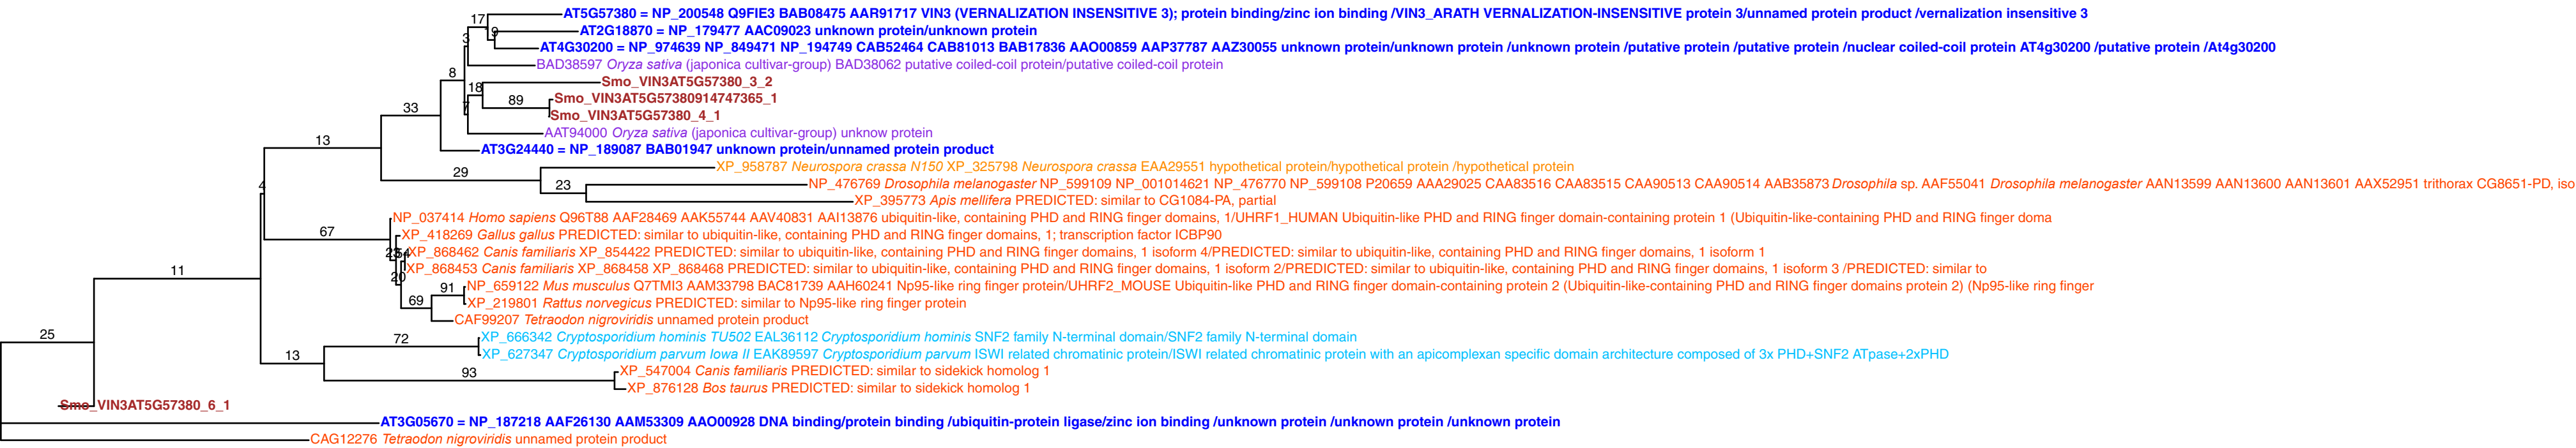 17
AT5G57380 = NP_200548 Q9FIE3 BAB08475 AAR91717 VIN3 (VERNALIZATION INSENSITIVE 3); protein binding/zinc ion binding /VIN3_ARATH VERNALIZATION-INSENSITIVE protein 3/unnamed protein product /vernalization insensitive 3
9 AT2G18870 = NP_179477 AAC09023 unknown protein/unknown protein
3
AT4G30200 = NP_974639 NP_849471 NP_194749 CAB52464 CAB81013 BAB17836 AAO00859 AAP37787 AAZ30055 unknown protein/unknown protein /unknown protein /putative protein /putative protein /nuclear coiled-coil protein AT4g30200 /putative protein /At4g30200
BAD38597 Oryza sativa (japonica cultivar-group) BAD38062 putative coiled-coil protein/putative coiled-coil protein
8
Smo_VIN3AT5G57380_3_2
18
89 Smo_VIN3AT5G57380914747365_1
33 7
Smo_VIN3AT5G57380_4_1
AAT94000 Oryza sativa (japonica cultivar-group) unknow protein
13
AT3G24440 = NP_189087 BAB01947 unknown protein/unnamed protein product
XP_958787 Neurospora crassa N150 XP_325798 Neurospora crassa EAA29551 hypothetical protein/hypothetical protein /hypothetical protein
29
4 23 NP_476769 Drosophila melanogaster NP_599109 NP_001014621 NP_476770 NP_599108 P20659 AAA29025 CAA83516 CAA83515 CAA90513 CAA90514 AAB35873 Drosophila sp. AAF55041 Drosophila melanogaster AAN13599 AAN13600 AAN13601 AAX52951 trithorax CG8651-PD, iso
XP_395773 Apis mellifera PREDICTED: similar to CG1084-PA, partial
NP_037414 Homo sapiens Q96T88 AAF28469 AAK55744 AAV40831 AAI13876 ubiquitin-like, containing PHD and RING finger domains, 1/UHRF1_HUMAN Ubiquitin-like PHD and RING finger domain-containing protein 1 (Ubiquitin-like-containing PHD and RING finger doma
67
XP_418269 Gallus gallus PREDICTED: similar to ubiquitin-like, containing PHD and RING finger domains, 1; transcription factor ICBP90
XP_868462 Canis familiaris XP_854422 PREDICTED: similar to ubiquitin-like, containing PHD and RING finger domains, 1 isoform 4/PREDICTED: similar to ubiquitin-like, containing PHD and RING finger domains, 1 isoform 1
11
XP_868453 Canis familiaris XP_868458 XP_868468 PREDICTED: similar to ubiquitin-like, containing PHD and RING finger domains, 1 isoform 2/PREDICTED: similar to ubiquitin-like, containing PHD and RING finger domains, 1 isoform 3 /PREDICTED: similar to
20
91 NP_659122 Mus musculus Q7TMI3 AAM33798 BAC81739 AAH60241 Np95-like ring finger protein/UHRF2_MOUSE Ubiquitin-like PHD and RING finger domain-containing protein 2 (Ubiquitin-like-containing PHD and RING finger domains protein 2) (Np95-like ring finger
69 XP_219801 Rattus norvegicus PREDICTED: similar to Np95-like ring finger protein
CAF99207 Tetraodon nigroviridis unnamed protein product
25
72 XP_666342 Cryptosporidium hominis TU502 EAL36112 Cryptosporidium hominis SNF2 family N-terminal domain/SNF2 family N-terminal domain
13 XP_627347 Cryptosporidium parvum Iowa II EAK89597 Cryptosporidium parvum ISWI related chromatinic protein/ISWI related chromatinic protein with an apicomplexan specific domain architecture composed of 3x PHD+SNF2 ATpase+2xPHD
93 XP_547004 Canis familiaris PREDICTED: similar to sidekick homolog 1
XP_876128 Bos taurus PREDICTED: similar to sidekick homolog 1
Smo_VIN3AT5G57380_6_1
AT3G05670 = NP_187218 AAF26130 AAM53309 AAO00928 DNA binding/protein binding /ubiquitin-protein ligase/zinc ion binding /unknown protein /unknown protein /unknown protein
CAG12276 Tetraodon nigroviridis unnamed protein product